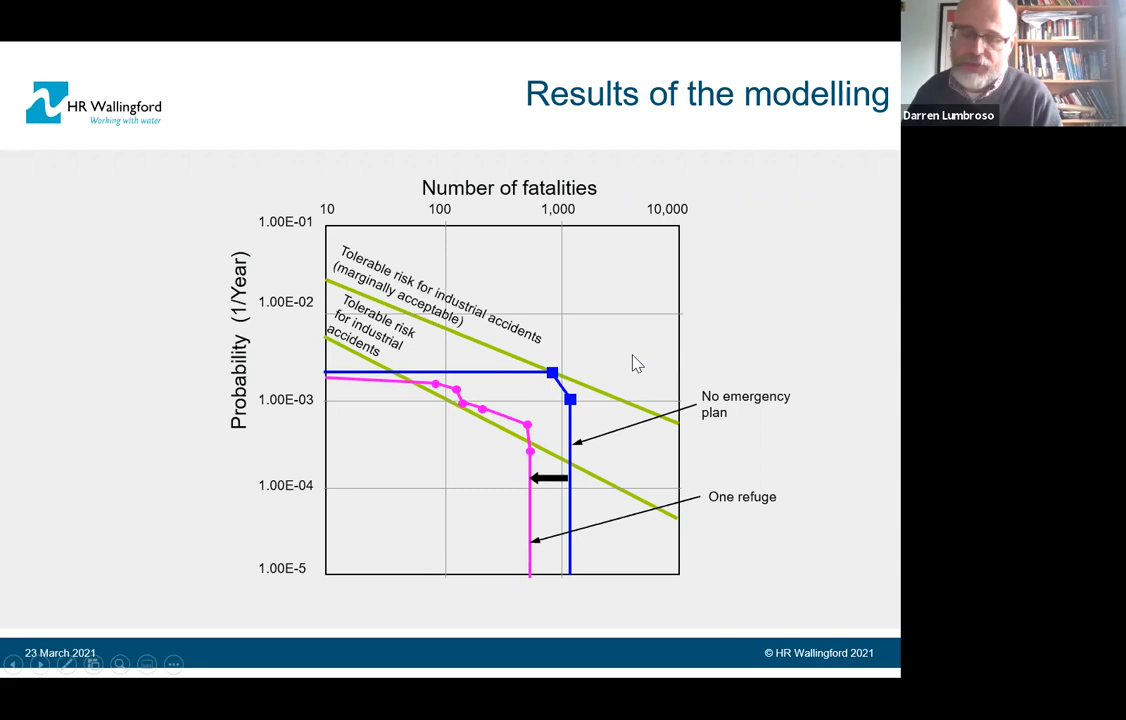 HR Wallingford
Working with water
Results of the modelling
Darren Lumbroso
Number of fatalities
10
100
1,000
10,000
Probability (1/Year)
1.00E-01
1.00E-02
1.00E-03
1.00E-04
1.00E-5
Tolerable risk for industrial accidents
(marginally acceptable)
Tolerable risk
for industrial
accidents
No emergency
plan
One refuge
23 March 2021
© HR Wallingford 2021